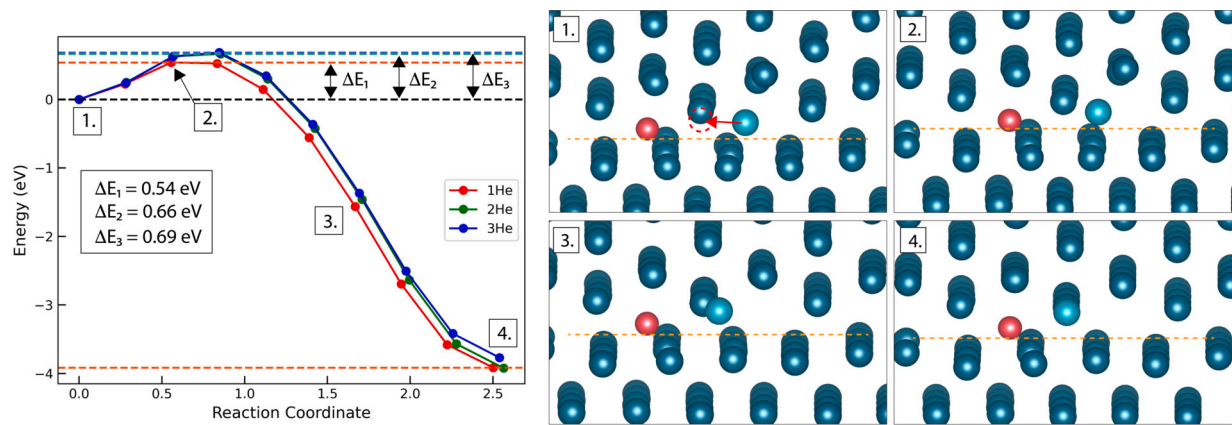 0
−1
−2
−3
−4
Energy (eV)
0.0
0.5
1.0
1.5
2.0
2.5
Reaction Coordinate
1.
2.
3.
4.
ΔE₁
ΔE₂
ΔE₃
ΔE₁ = 0.54 eV
ΔE₂ = 0.66 eV
ΔE₃ = 0.69 eV
1He
2He
3He
1.
2.
3.
4.